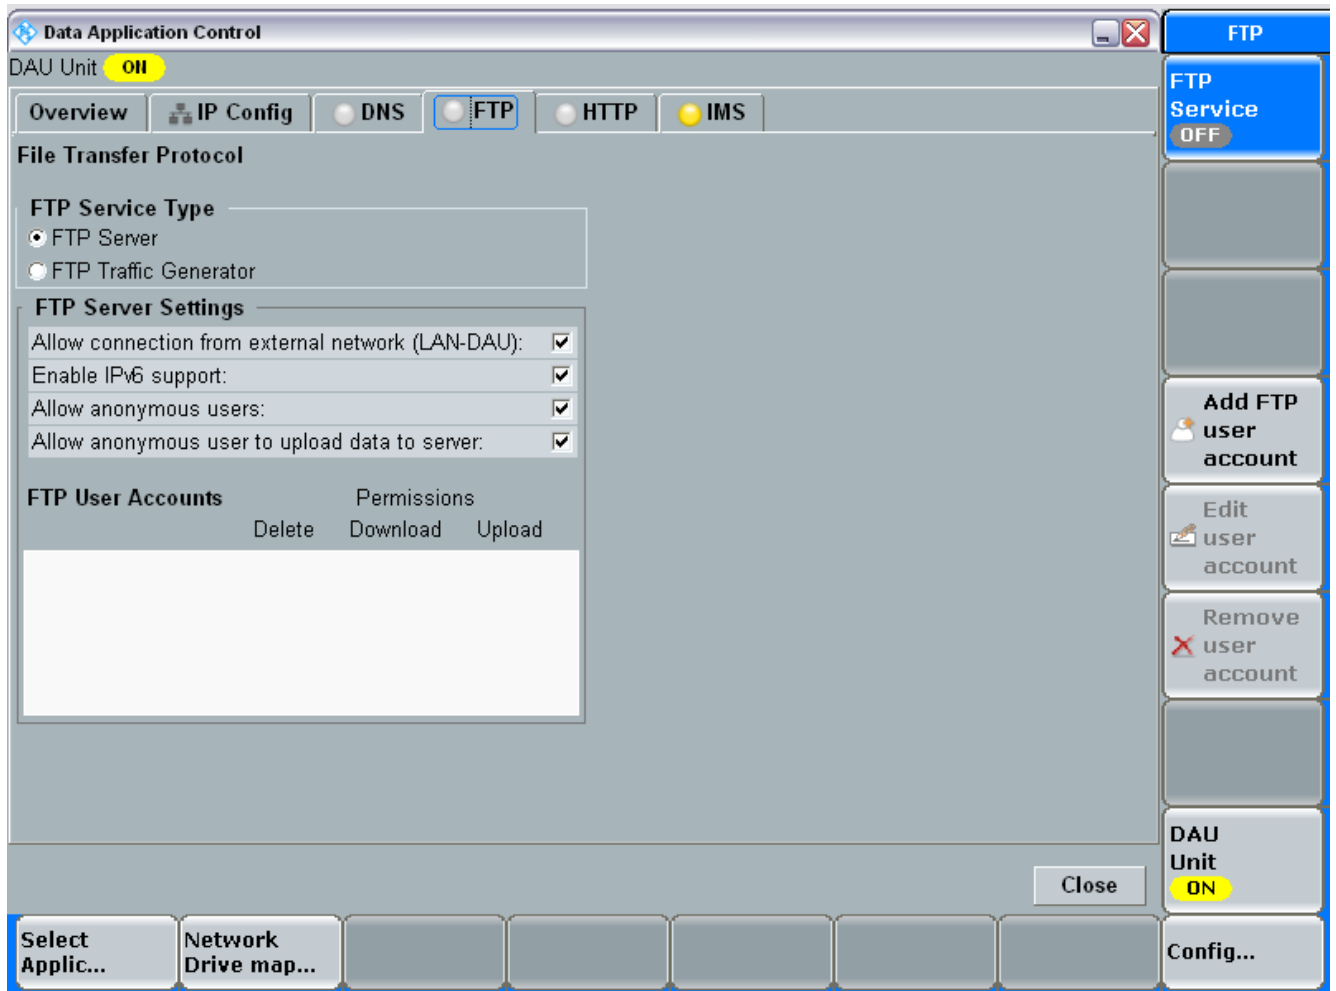 Data Application Control
DAU Unit ON
Overview IP Config DNS FTP HTTP IMS
File Transfer Protocol
FTP Service Type
FTP Server
FTP Traffic Generator
FTP Server Settings
Allow connection from external network (LAN-DAU):
Enable IPv6 support:
Allow anonymous users:
Allow anonymous user to upload data to server:
FTP User Accounts Permissions
Delete Download Upload
Close
FTP
FTP
Service
OFF
Add FTP
user
account
Edit
user
account
Remove
user
account
DAU
Unit
ON
Select
Applic...
Network
Drive map...
Config...